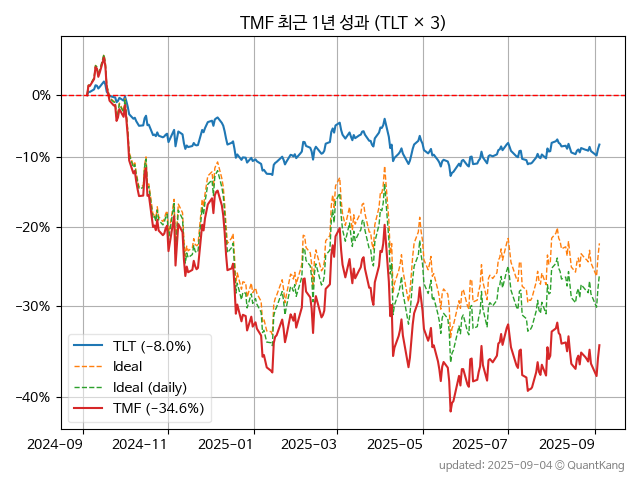 TMF 최근 1년 성과 (TLT × 3)
0%
−10%
−20%
−30%
−40%
TLT (−8.0%)
Ideal
Ideal (daily)
TMF (−34.6%)
2024−09
2024−11
2025−01
2025−03
2025−05
2025−07
2025−09
updated: 2025-09-04 © QuantKang